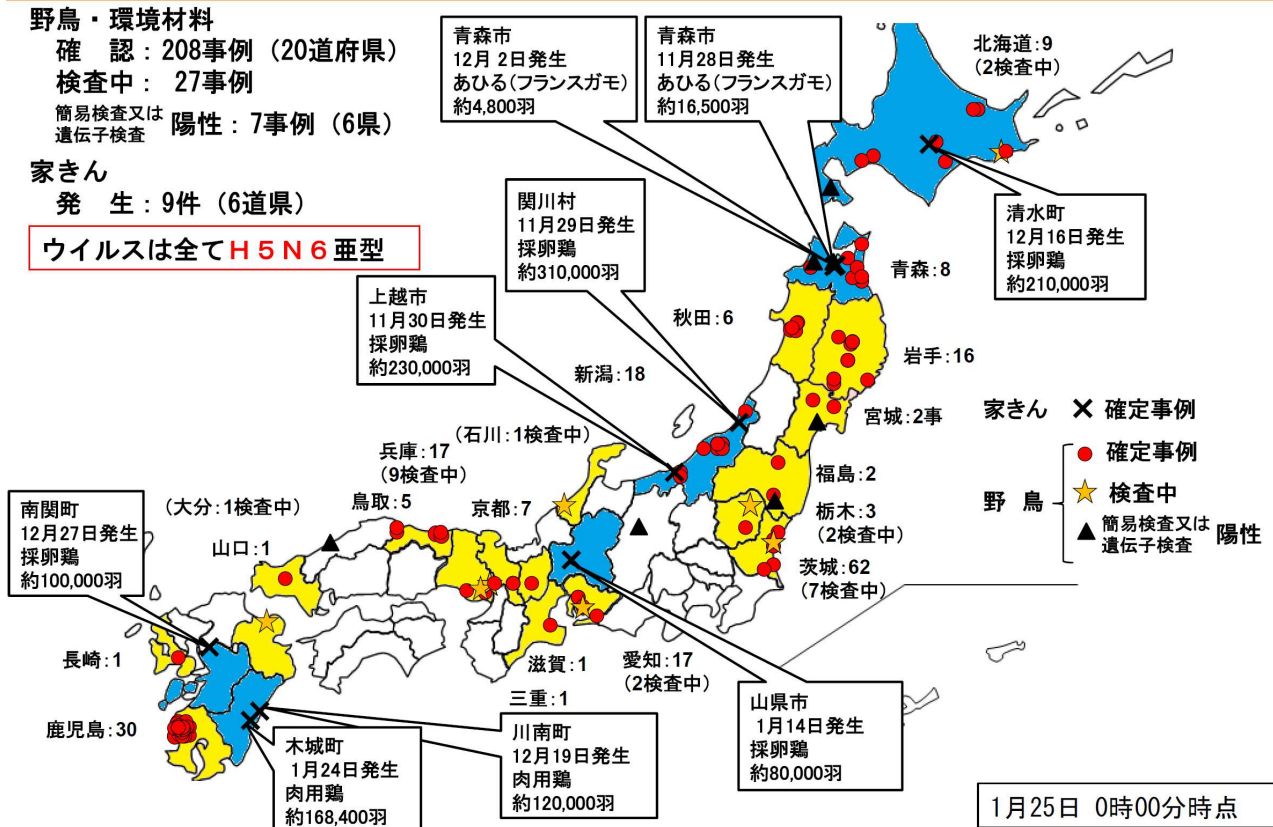 野鳥・環境材料
確　認：208事例（20道府県）
検査中： 27事例
簡易検査又は
遺伝子検査 陽性：7事例（6県）
家きん
発　生：9件（6道県）
ウイルスは全てＨ５Ｎ６亜型
青森市
12月 2日発生
あひる（フランスガモ）
約4,800羽
青森市
11月28日発生
あひる（フランスガモ）
約16,500羽
北海道：9
（2検査中）
関川村
11月29日発生
採卵鶏
約310,000羽
清水町
12月16日発生
採卵鶏
約210,000羽
上越市
11月30日発生
採卵鶏
約230,000羽
青森：8
秋田：6
岩手：16
新潟：18
宮城：2事
（石川：1検査中）
兵庫：17
（9検査中）
福島：2
鳥取：5
京都：7
栃木：3
（2検査中）
（大分：1検査中）
山口：1
茨城：62
（7検査中）
南関町
12月27日発生
採卵鶏
約100,000羽
長崎：1
滋賀：1
愛知：17
（2検査中）
三重：1
鹿児島：30
木城町
1月24日発生
肉用鶏
約168,400羽
川南町
12月19日発生
肉用鶏
約120,000羽
山県市
1月14日発生
採卵鶏
約80,000羽
家きん ✕ 確定事例
野 鳥
確定事例
検査中
簡易検査又は
遺伝子検査 陽性
1月25日 0時00分時点